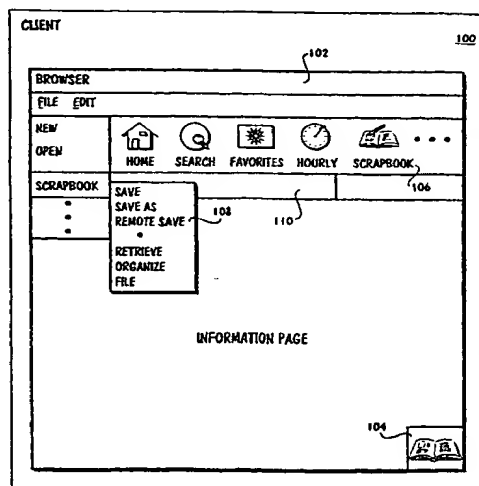 CLIENT
100
102
BROWSER
FILE EDIT
NEW
OPEN
HOME SEARCH FAVORITES HOURLY SCRAPBOOK
106
SCRAPBOOK
SAVE
SAVE AS
REMOTE SAVE
108
110
RETRIEVE
ORGANIZE
FILE
INFORMATION PAGE
104